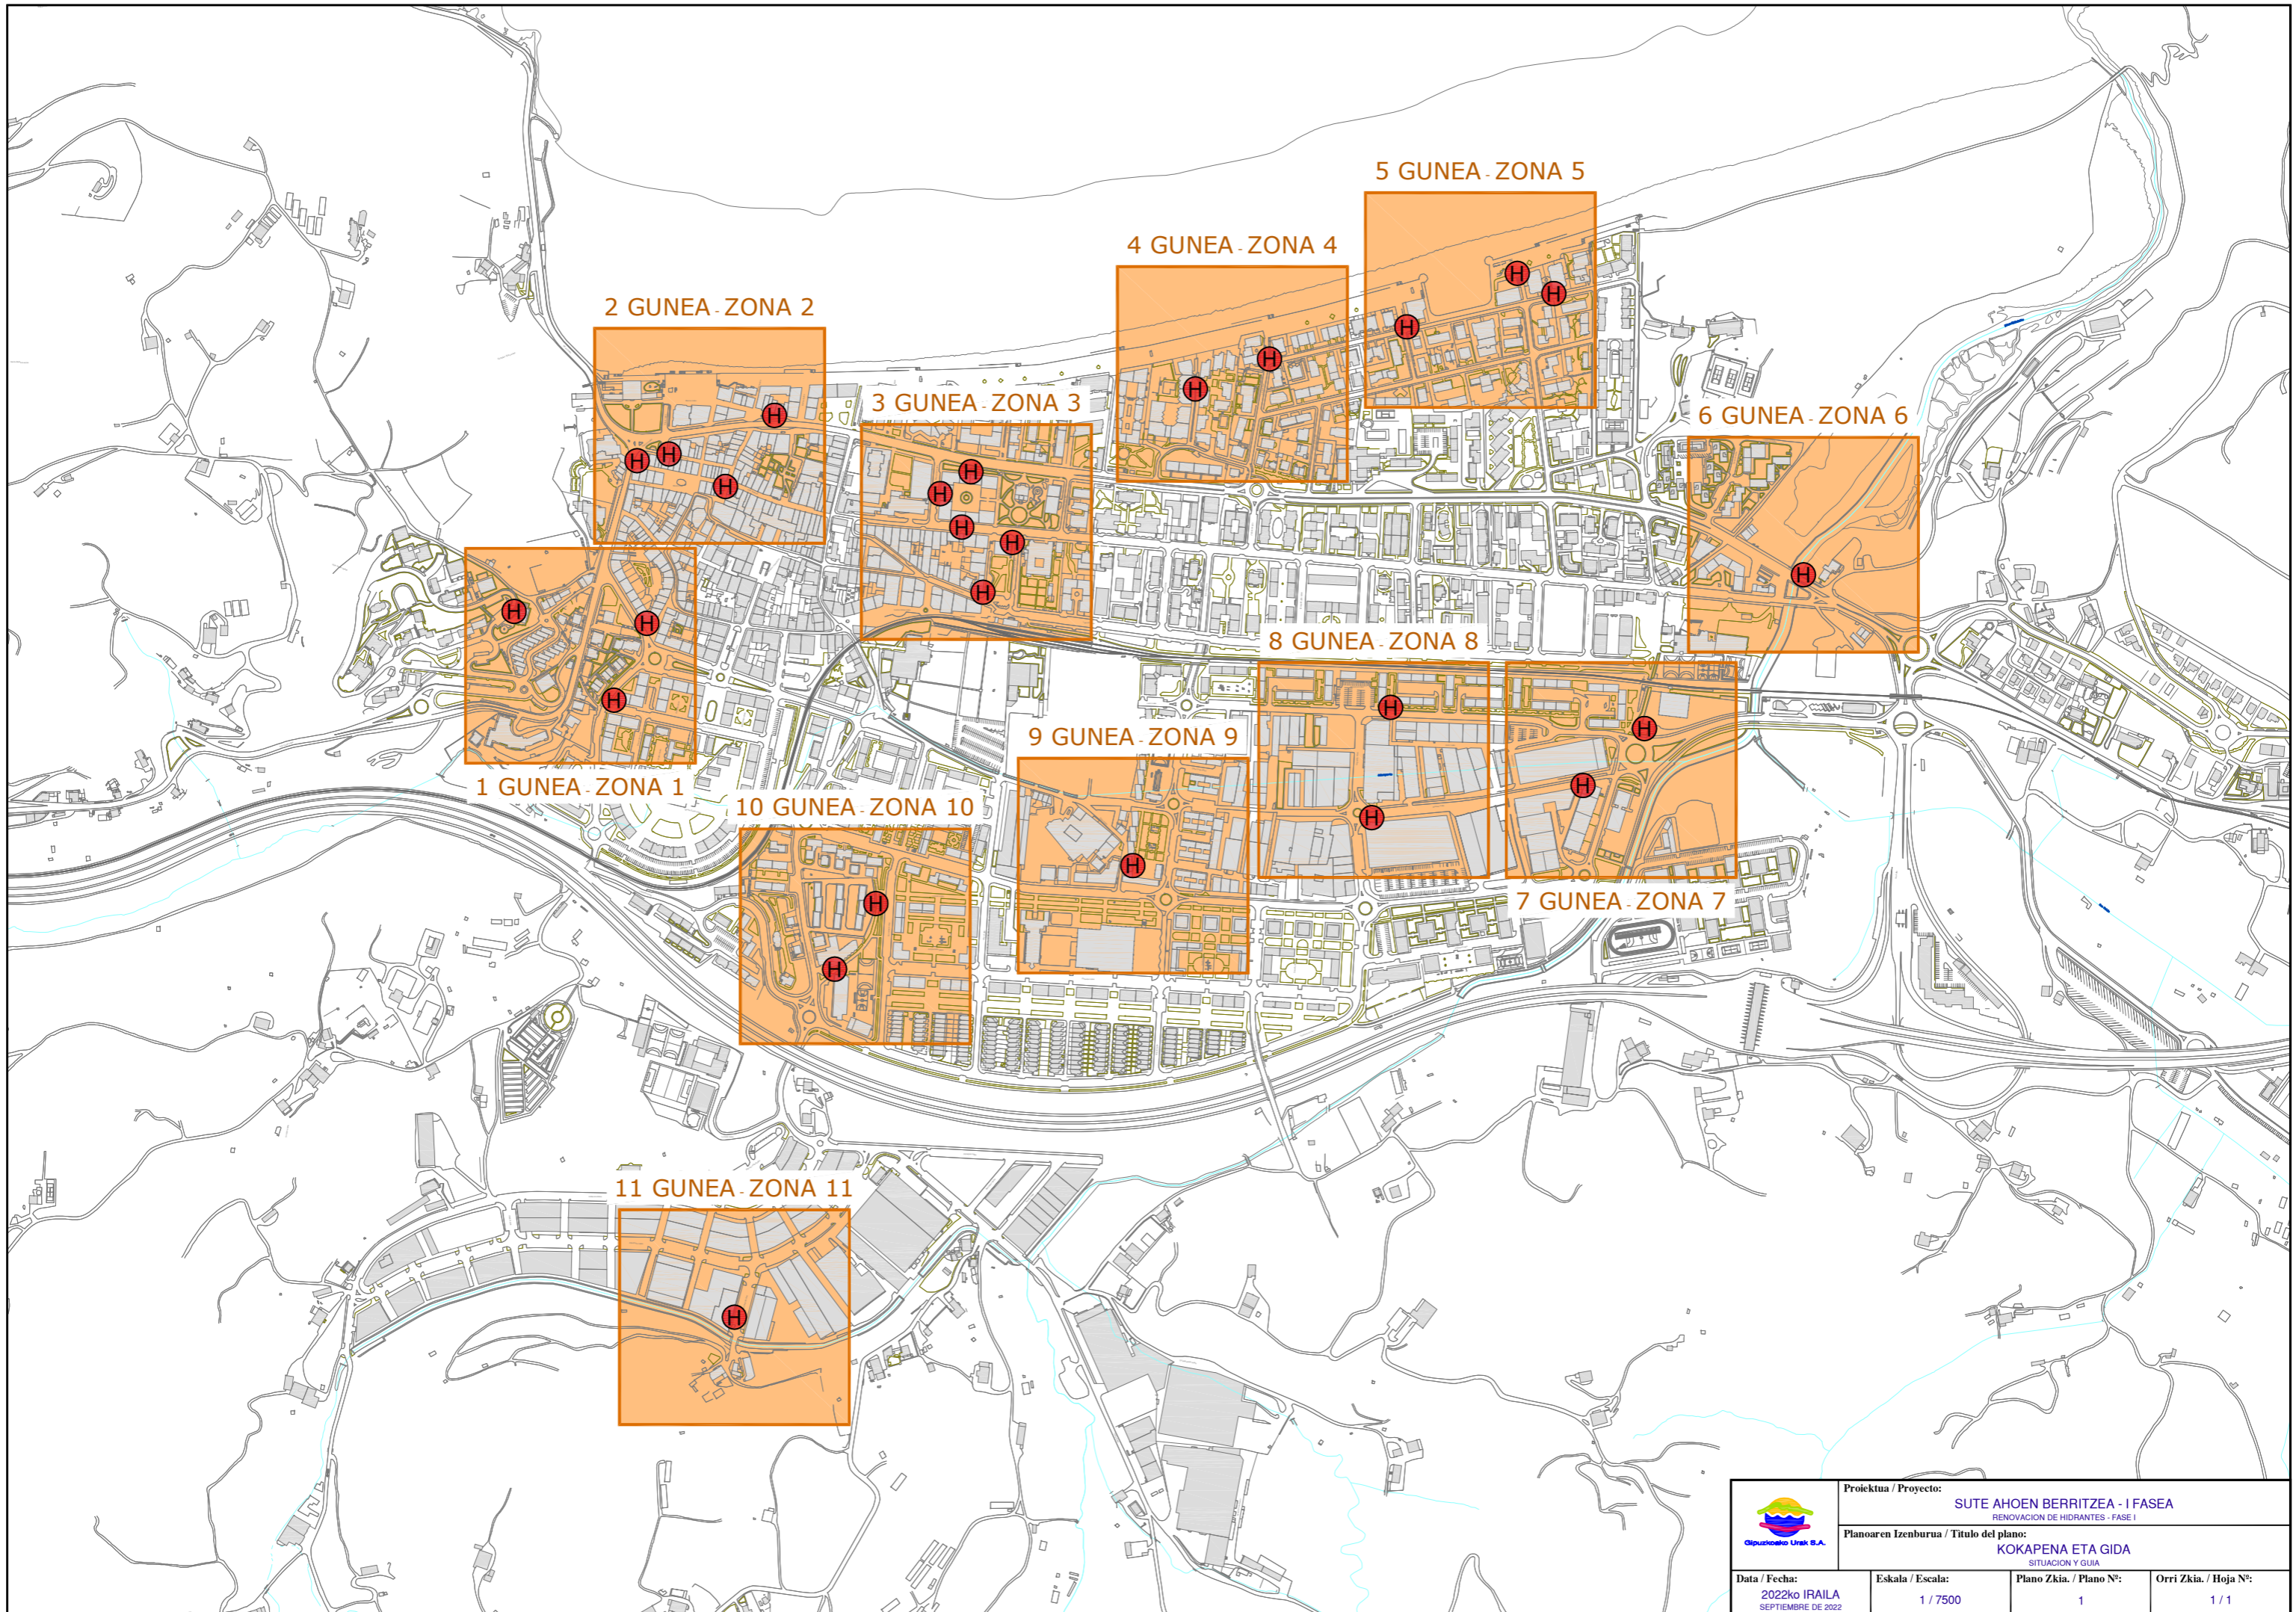 5 GUNEA - ZONA 5
4 GUNEA - ZONA 4
2 GUNEA - ZONA 2
H
H
H
H
H
3 GUNEA - ZONA 3
H
6 GUNEA - ZONA 6
H
H
H
H
H
H
H
H
H
H
H
H
8 GUNEA - ZONA 8
H
H
H
9 GUNEA - ZONA 9
1 GUNEA - ZONA 1
H
10 GUNEA - ZONA 10
H
H
7 GUNEA - ZONA 7
H
H
11 GUNEA - ZONA 11
H
Gipuzkoako Urak S.A.
Proiektua / Proyecto:
SUTE AHOEN BERRITZEA - I FASEA
RENOVACION DE HIDRANTES - FASE I
Planoaren Izenburua / Titulo del plano:
KOKAPENA ETA GIDA
SITUACION Y GUIA
Data / Fecha:
2022ko IRAILA
SEPTIEMBRE DE 2022
Eskala / Escala:
1 / 7500
Plano Zkia. / Plano Nº:
1
Orri Zkia. / Hoja Nº:
1 / 1